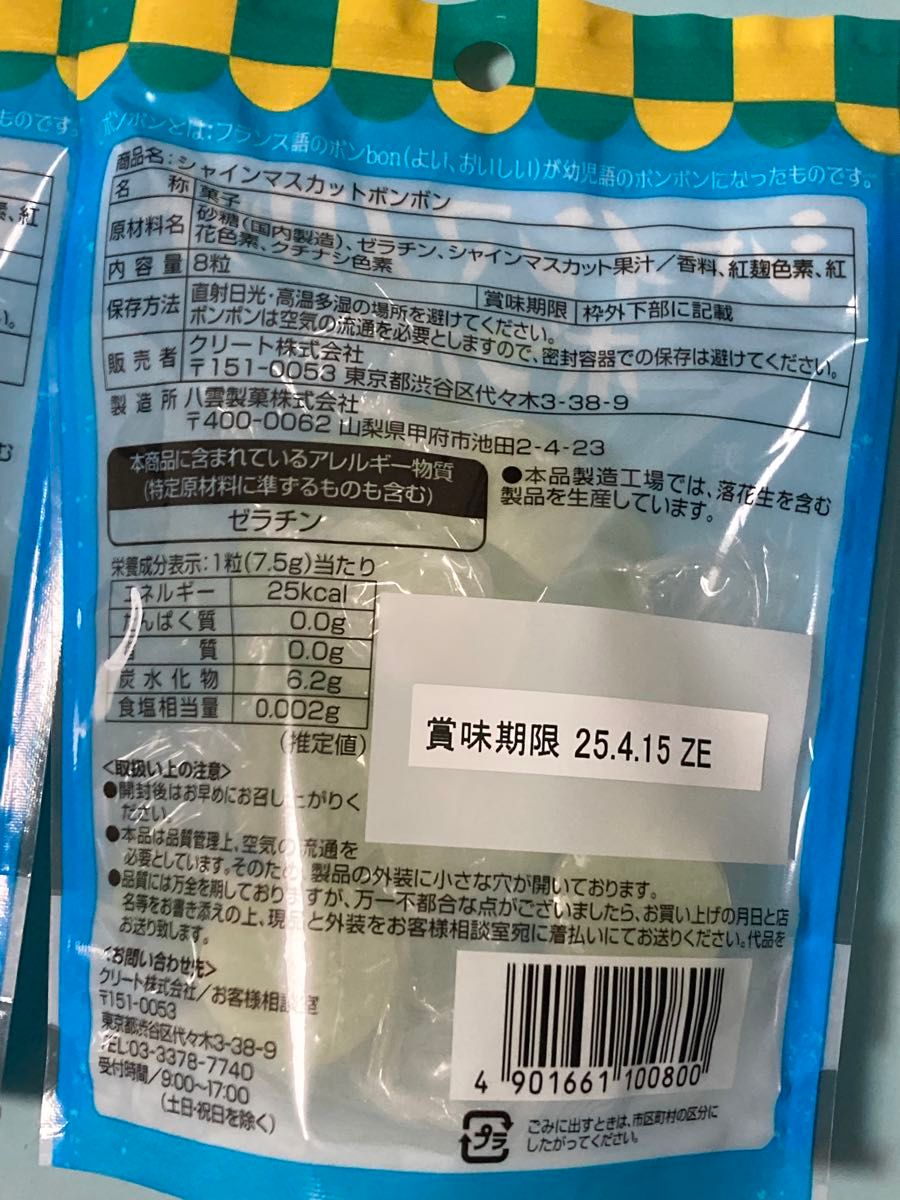 ものです。
ボンボンとは:フランス語のボンbon(よい、おいしい)が幼児語のボンボンになったものです。
商品名:シャインマスカットボンボン
名 称 菓子
原材料名 砂糖(国内製造)、ゼラチン、シャインマスカット果汁/香料、紅麹色素、紅
花色素、クチナシ色素
内容量 8粒 賞味期限 枠外下部に記載
保存方法 直射日光・高温多湿の場所を避けてください。
ボンボンは空気の流通を必要としますので、密封容器での保存は避けてください。
販売者 クリート株式会社
〒151-0053 東京都渋谷区代々木3-38-9
製造所 八雲製菓株式会社
〒400-0062 山梨県甲府市池田2-4-23
本商品に含まれているアレルギー物質
(特定原材料に準ずるものも含む)
ゼラチン
●本品製造工場では、落花生を含む
製品を生産しています。
栄養成分表示:1粒(7.5g)当たり
エネルギー 25kcal
たんぱく質 0.0g
脂質 0.0g
炭水化物 6.2g
食塩相当量 0.002g
(推定値)
賞味期限 25.4.15 ZE
<取扱い上の注意>
●開封後はお早めにお召し上がりく
ださい。
●本品は品質管理上、空気の流通を
必要としています。そのため、製品の外装に小さな穴が開いております。
●品質には万全を期しておりますが、万一不都合な点がございましたら、お買い上げの月日と店
名等をお書き添えの上、現品と外装をお客様相談室宛に着払いにてお送りください。代品を
お送り致します。
<お問い合わせ先>
クリート株式会社/お客様相談室
〒151-0053
東京都渋谷区代々木3-38-9
TEL:03-3378-7740
受付時間/9:00~17:00
(土日・祝日を除く)
4 901661 100800
プラ
ごみに出すときは、市区町村の区分に
したがってください。